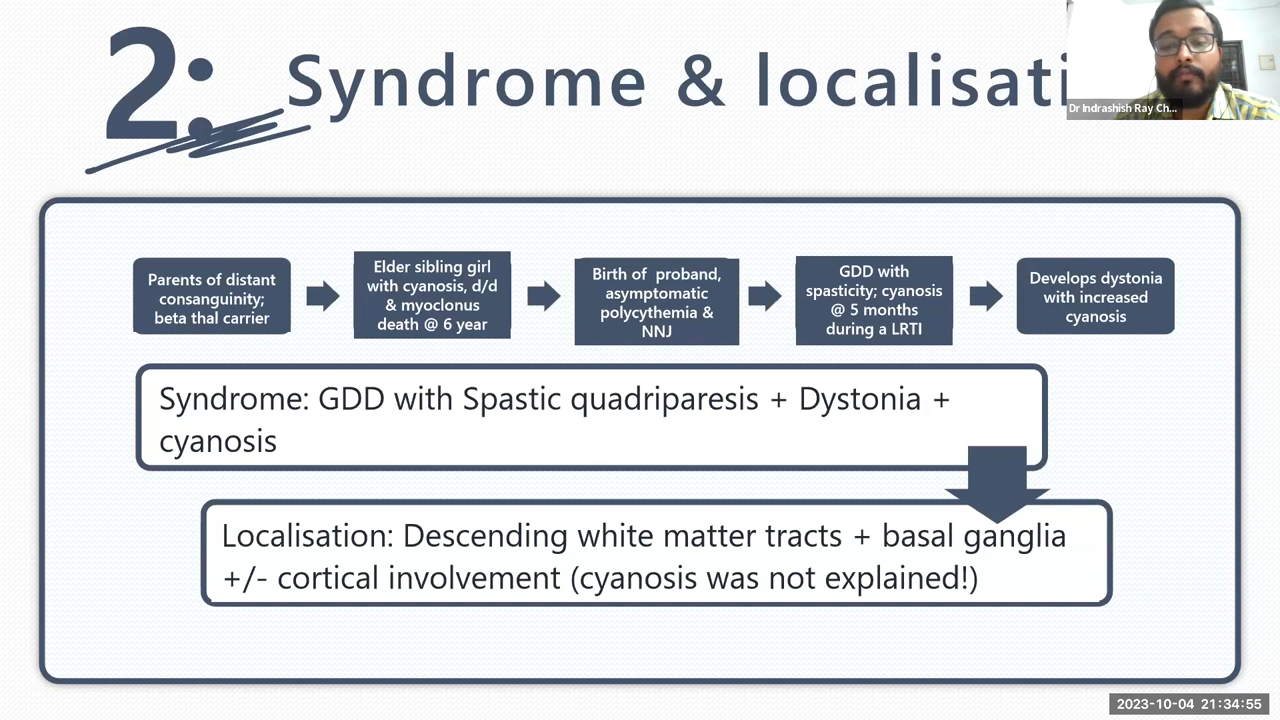 2: Syndrome & localisati
Dr Indrashish Ray Ch...
Parents of distant
consanguinity;
beta thal carrier
Elder sibling girl
with cyanosis, d/d
& myoclonus
death @ 6 year
Birth of proband,
asymptomatic
polycythemia &
NNJ
GDD with
spasticity; cyanosis
@ 5 months
during a LRTI
Develops dystonia
with increased
cyanosis
Syndrome: GDD with Spastic quadriparesis + Dystonia +
cyanosis
Localisation: Descending white matter tracts + basal ganglia
+/- cortical involvement (cyanosis was not explained!)
2023-10-04 21:34:55